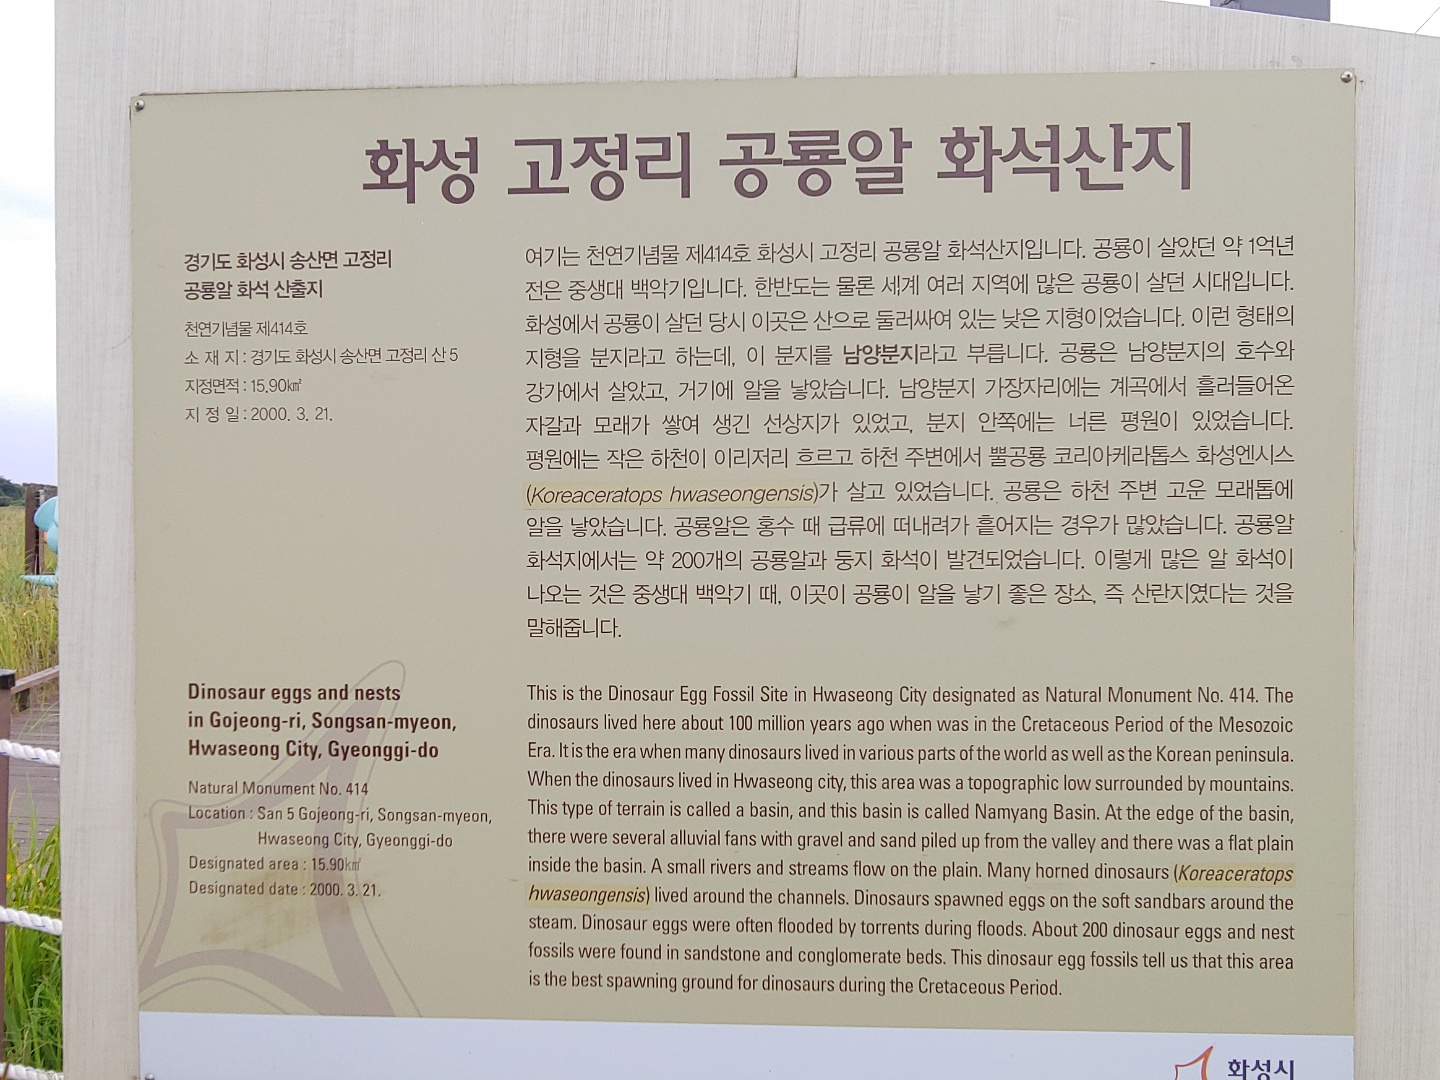 화성 고정리 공룡알 화석산지
경기도 화성시 송산면 고정리
공룡알 화석 산출지
천연기념물 제414호
소 재 지 : 경기도 화성시 송산면 고정리 산 5
지정면적 : 15.90㎢
지 정 일 : 2000. 3. 21.
여기는 천연기념물 제414호 화성시 고정리 공룡알 화석산지입니다. 공룡이 살았던 약 1억년
전은 중생대 백악기입니다. 한반도는 물론 세계 여러 지역에 많은 공룡이 살던 시대입니다.
화성에서 공룡이 살던 당시 이곳은 산으로 둘러싸여 있는 낮은 지형이었습니다. 이런 형태의
지형을 분지라고 하는데, 이 분지를 남양분지라고 부릅니다. 공룡은 남양분지의 호수와
강가에서 살았고, 거기에 알을 낳았습니다. 남양분지 가장자리에는 계곡에서 흘러들어온
자갈과 모래가 쌓여 생긴 선상지가 있었고, 분지 안쪽에는 너른 평원이 있었습니다.
평원에는 작은 하천이 이리저리 흐르고 하천 주변에서 뿔공룡 코리아케라톱스 화성엔시스
(Koreaceratops hwaseongensis)가 살고 있었습니다. 공룡은 하천 주변 고운 모래톱에
알을 낳았습니다. 공룡알은 홍수 때 급류에 떠내려가 흩어지는 경우가 많았습니다. 공룡알
화석지에서는 약 200개의 공룡알과 둥지 화석이 발견되었습니다. 이렇게 많은 알 화석이
나오는 것은 중생대 백악기 때, 이곳이 공룡이 알을 낳기 좋은 장소, 즉 산란지였다는 것을
말해줍니다.
Dinosaur eggs and nests
in Gojeong-ri, Songsan-myeon,
Hwaseong City, Gyeonggi-do
Natural Monument No. 414
Location : San 5 Gojeong-ri, Songsan-myeon,
Hwaseong City, Gyeonggi-do
Designated area : 15.90㎢
Designated date : 2000. 3. 21.
This is the Dinosaur Egg Fossil Site in Hwaseong City designated as Natural Monument No. 414. The
dinosaurs lived here about 100 million years ago when was in the Cretaceous Period of the Mesozoic
Era. It is the era when many dinosaurs lived in various parts of the world as well as the Korean peninsula.
When the dinosaurs lived in Hwaseong city, this area was a topographic low surrounded by mountains.
This type of terrain is called a basin, and this basin is called Namyang Basin. At the edge of the basin,
there were several alluvial fans with gravel and sand piled up from the valley and there was a flat plain
inside the basin. A small rivers and streams flow on the plain. Many horned dinosaurs (Koreaceratops
hwaseongensis) lived around the channels. Dinosaurs spawned eggs on the soft sandbars around the
steam. Dinosaur eggs were often flooded by torrents during floods. About 200 dinosaur eggs and nest
fossils were found in sandstone and conglomerate beds. This dinosaur egg fossils tell us that this area
is the best spawning ground for dinosaurs during the Cretaceous Period.
화성시